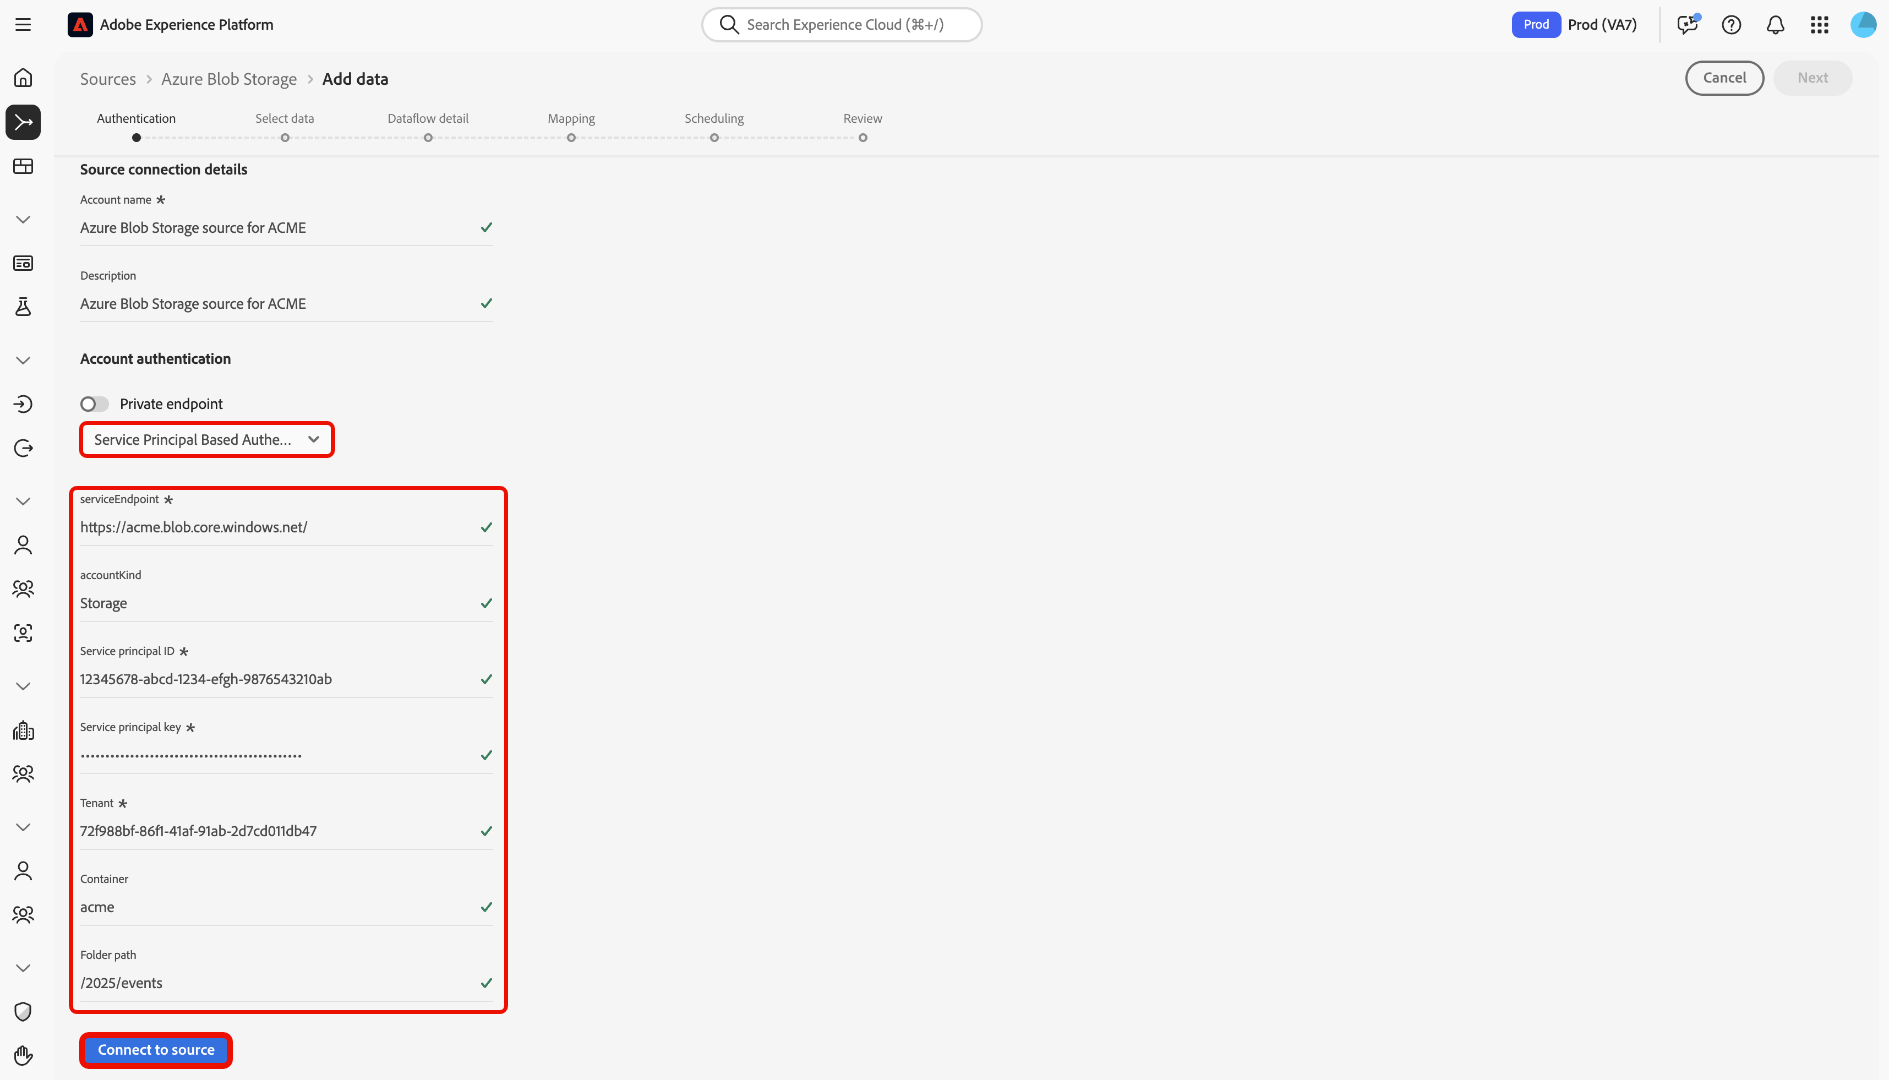 Adobe Experience Platform
Search Experience Cloud (⌘+/)
Prod
Prod (VA7)
Sources > Azure Blob Storage > Add data
Cancel
Next
Authentication
Select data
Dataflow detail
Mapping
Scheduling
Review
Source connection details
Account name *
Azure Blob Storage source for ACME
Description
Azure Blob Storage source for ACME
Account authentication
Private endpoint
Service Principal Based Authe...
serviceEndpoint *
https://acme.blob.core.windows.net/
accountKind
Storage
Service principal ID *
12345678-abcd-1234-efgh-9876543210ab
Service principal key *
Tenant *
72f988bf-86f1-41af-91ab-2d7cd011db47
Container
acme
Folder path
/2025/events
Connect to source